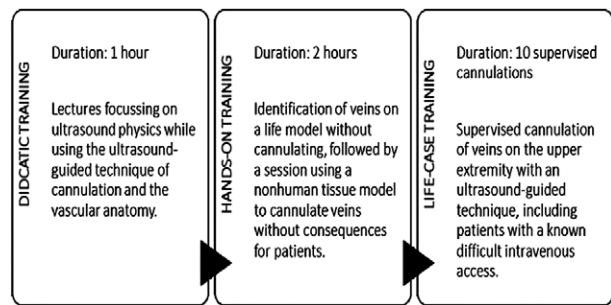 DIDCATIC TRAINING
Duration: 1 hour
Lectures focussing on
ultrasound physics while
using the ultrasound-
guided technique of
cannulation and the
vascular anatomy.
HANDS-ON TRAINING
Duration: 2 hours
Identification of veins on
a life model without
cannulating, followed by
a session using a
nonhuman tissue model
to cannulate veins
without consequences
for patients.
LIFE-CASE TRAINING
Duration: 10 supervised
cannulations
Supervised cannulation
of veins on the upper
extremity with an
ultrasound-guided
technique, including
patients with a known
difficult intravenous
access.